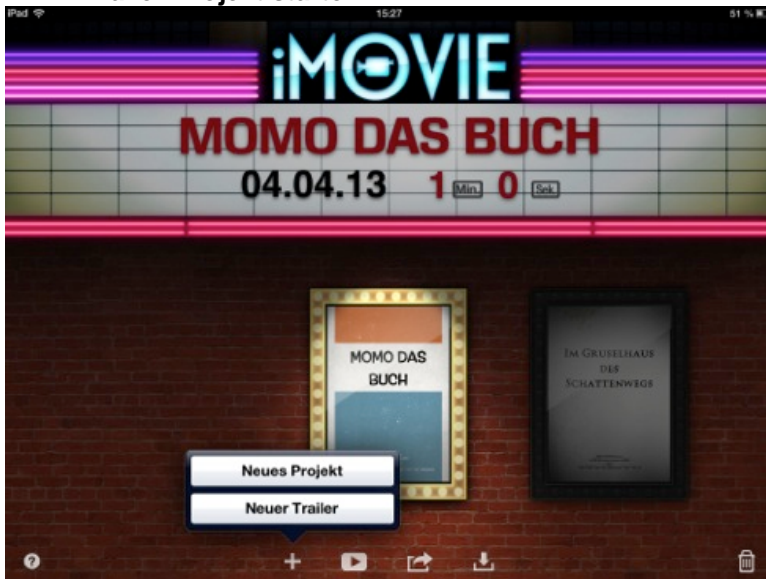 iPad 15:27 51 %
iMOVIE
MOMO DAS BUCH
04.04.13 1 Min. 0 Sek.
MOMO DAS
BUCH
IM GRUSELHAUS
DES
SCHATTENWEGS
Neues Projekt
Neuer Trailer
?